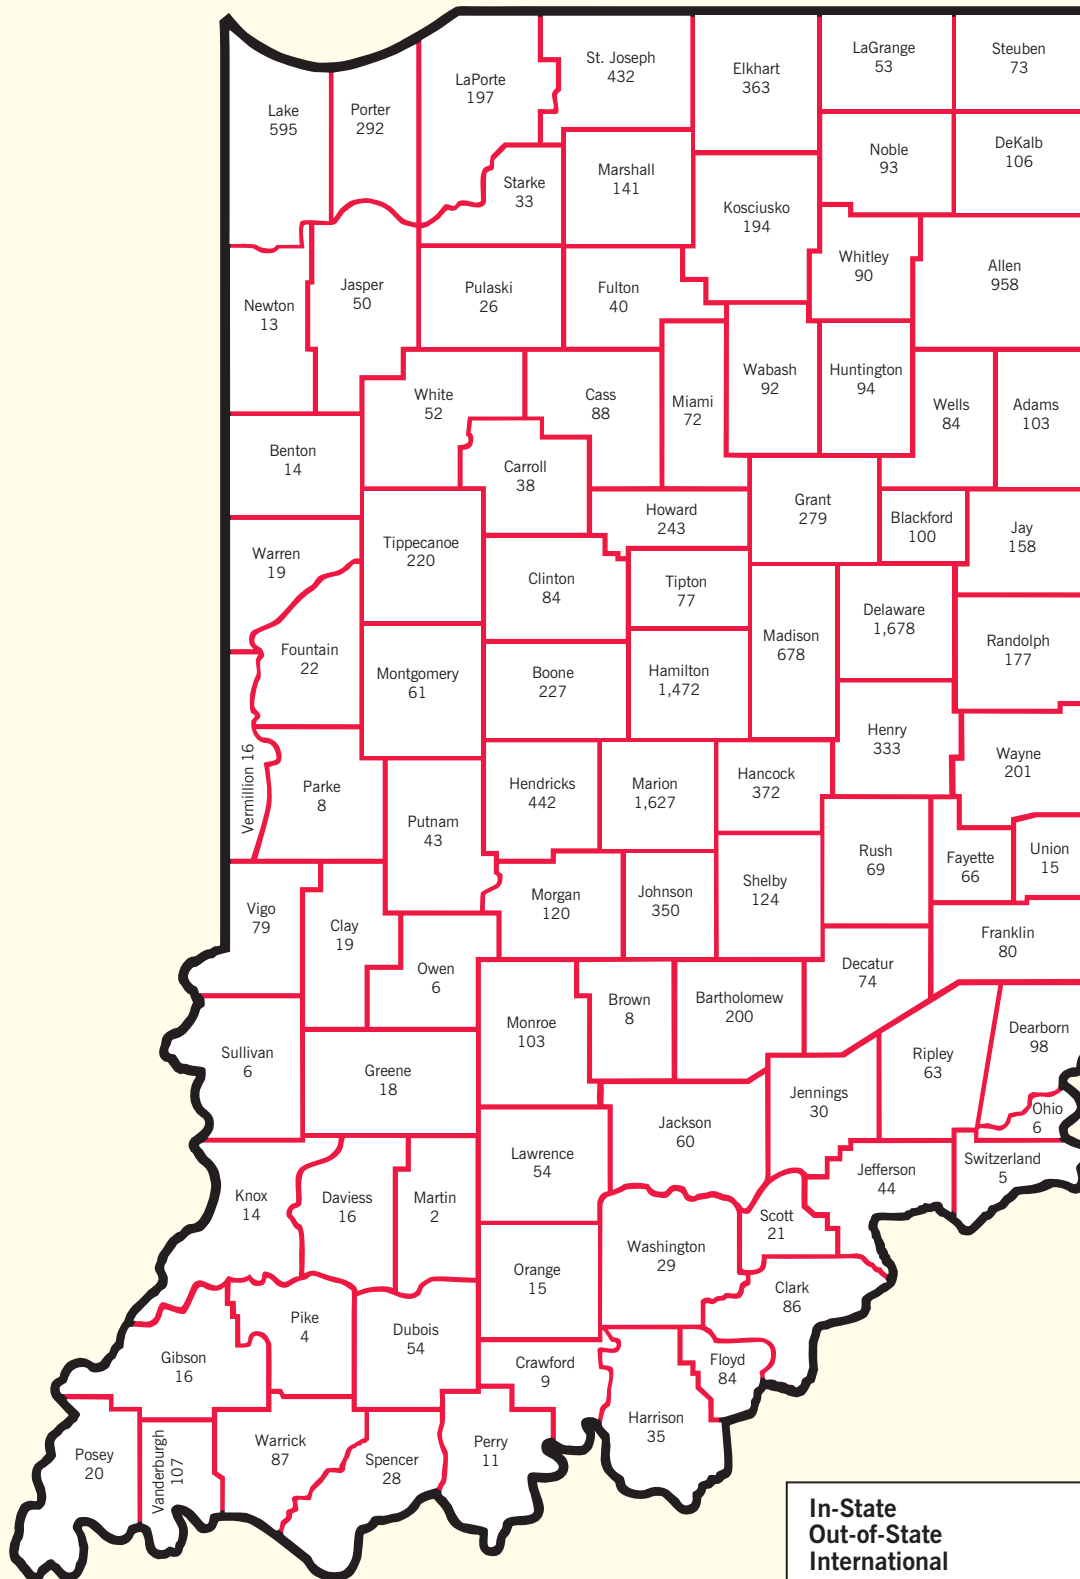 Lake
595
Porter
292
LaPorte
197
St. Joseph
432
Elkhart
363
LaGrange
53
Steuben
73
Starke
33
Marshall
141
Kosciusko
194
Noble
93
DeKalb
106
Newton
13
Jasper
50
Pulaski
26
Fulton
40
Whitley
90
Allen
958
White
52
Cass
88
Miami
72
Wabash
92
Huntington
94
Wells
84
Adams
103
Benton
14
Carroll
38
Howard
243
Grant
279
Blackford
100
Jay
158
Warren
19
Tippecanoe
220
Clinton
84
Tipton
77
Madison
678
Delaware
1,678
Randolph
177
Fountain
22
Montgomery
61
Boone
227
Hamilton
1,472
Henry
333
Wayne
201
Vermillion 16
Parke
8
Putnam
43
Hendricks
442
Marion
1,627
Hancock
372
Rush
69
Fayette
66
Union
15
Vigo
79
Clay
19
Owen
6
Morgan
120
Johnson
350
Shelby
124
Decatur
74
Franklin
80
Sullivan
6
Greene
18
Monroe
103
Brown
8
Bartholomew
200
Jennings
30
Ripley
63
Dearborn
98
Ohio
6
Knox
14
Daviess
16
Martin
2
Lawrence
54
Jackson
60
Scott
21
Jefferson
44
Switzerland
5
Gibson
16
Pike
4
Dubois
54
Orange
15
Washington
29
Clark
86
Crawford
9
Floyd
84
Harrison
35
Posey
20
Vanderburgh
107
Warrick
87
Spencer
28
Perry
11
In-State
Out-of-State
International